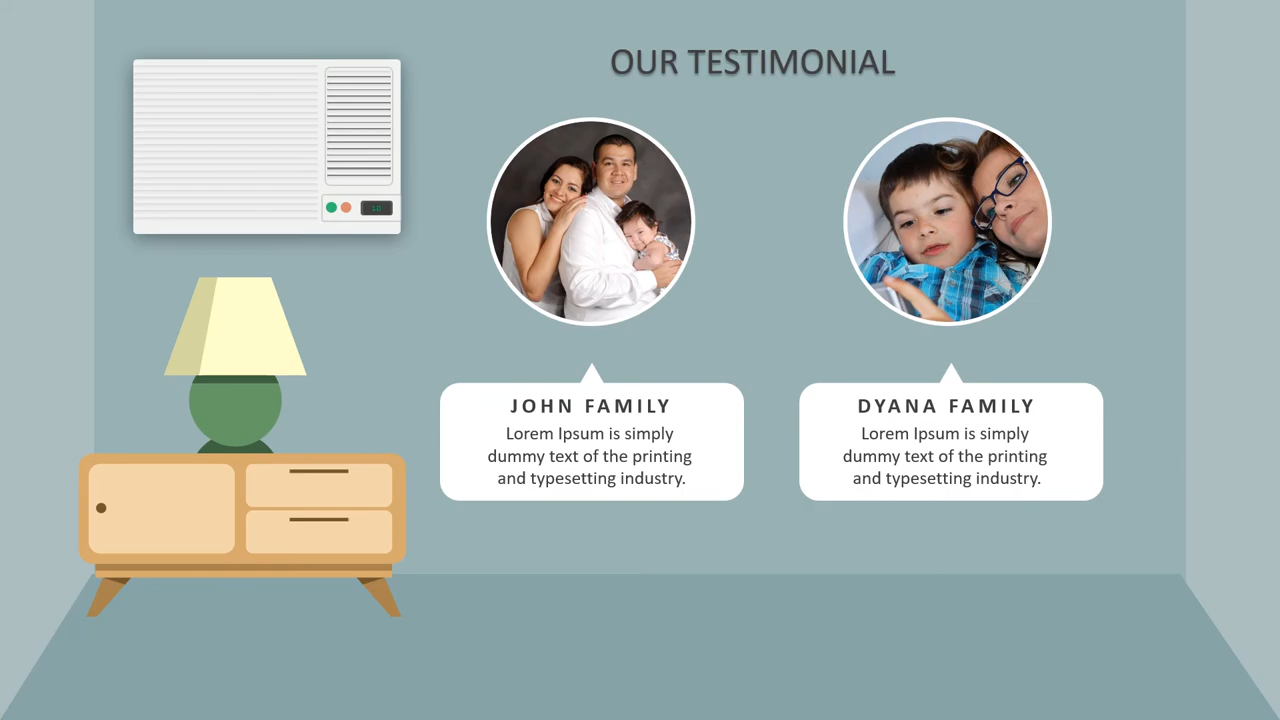 OUR TESTIMONIAL
JOHN FAMILY
Lorem Ipsum is simply
dummy text of the printing
and typesetting industry.
DYANA FAMILY
Lorem Ipsum is simply
dummy text of the printing
and typesetting industry.